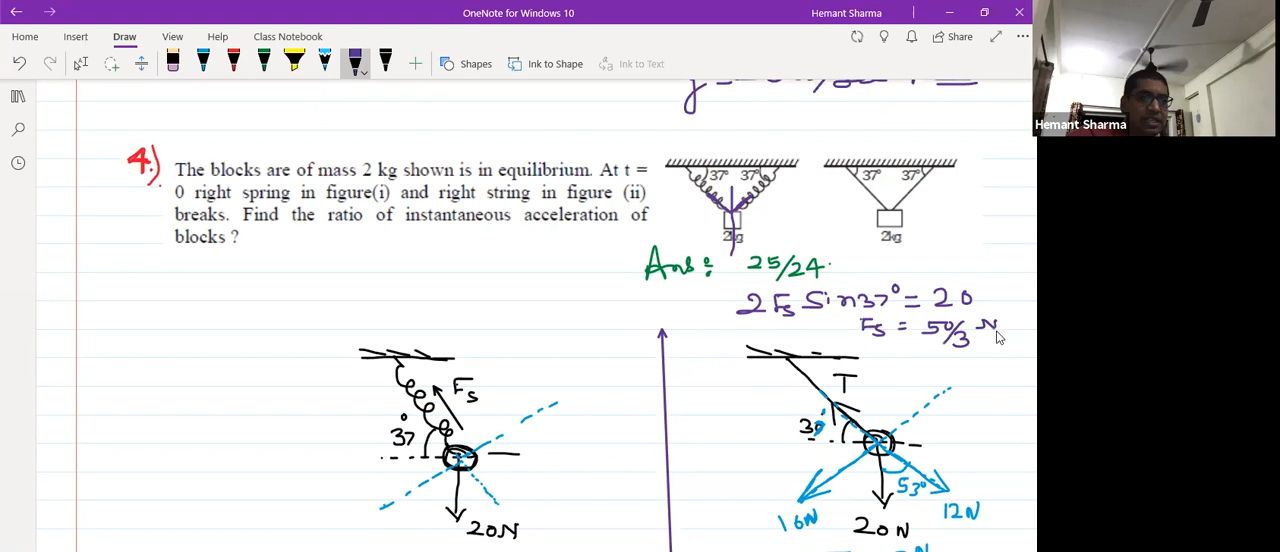 OneNote for Windows 10
Hemant Sharma
Home Insert Draw View Help Class Notebook
Share
Shapes Ink to Shape Ink to Text
Hemant Sharma
4.)
The blocks are of mass 2 kg shown is in equilibrium. At t =
0 right spring in figure(i) and right string in figure (ii)
breaks. Find the ratio of instantaneous acceleration of
blocks ?
37° 37°
2kg
37° 37°
2kg
Ans: 25/24.
2 Fs Sin37° = 20
Fs = 50/3 N
Fs
37°
20N
T
53°
16N
20N
12N